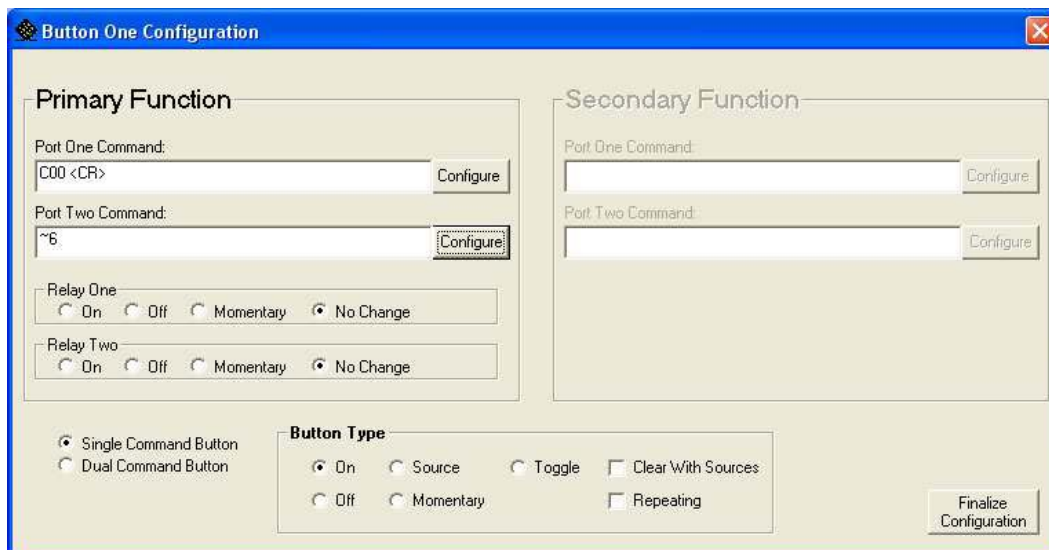 Button One Configuration
Primary Function
Port One Command:
C00 <CR>
Configure
Port Two Command:
~6
Configure
Relay One
On Off Momentary No Change
Relay Two
On Off Momentary No Change
Secondary Function
Port One Command:
Configure
Port Two Command:
Configure
Single Command Button
Dual Command Button
Button Type
On Source Toggle Clear With Sources
Off Momentary Repeating
Finalize
Configuration